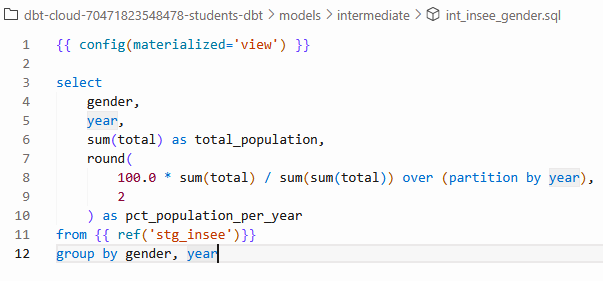 dbt-cloud-70471823548478-students-dbt > models > intermediate > int_insee_gender.sql
1 {{ config(materialized='view') }}
2
3 select
4     gender,
5     year,
6     sum(total) as total_population,
7     round(
8         100.0 * sum(total) / sum(sum(total)) over (partition by year),
9         2
10     ) as pct_population_per_year
11 from {{ ref('stg_insee')}}
12 group by gender, year